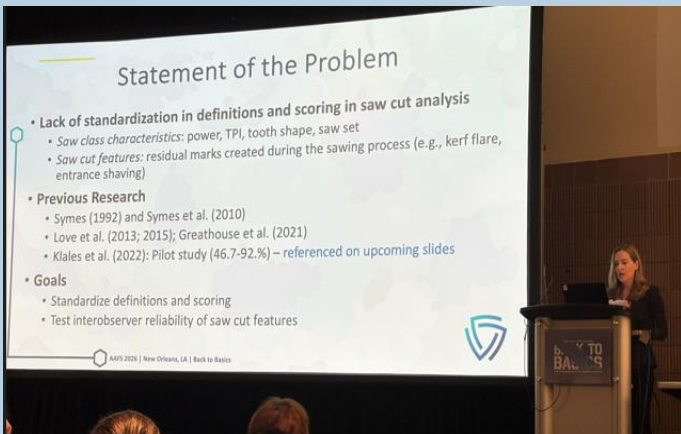 Statement of the Problem
• Lack of standardization in definitions and scoring in saw cut analysis
• Saw class characteristics: power, TPI, tooth shape, saw set
• Saw cut features: residual marks created during the sawing process (e.g., kerf flare,
entrance shaving)
• Previous Research
• Symes (1992) and Symes et al. (2010)
• Love et al. (2013; 2015); Greathouse et al. (2021)
• Klales et al. (2022): Pilot study (46.7-92.%) – referenced on upcoming slides
• Goals
• Standardize definitions and scoring
• Test interobserver reliability of saw cut features
AAFS 2026 | New Orleans, LA | Back to Basics
BACK TO
BASICS